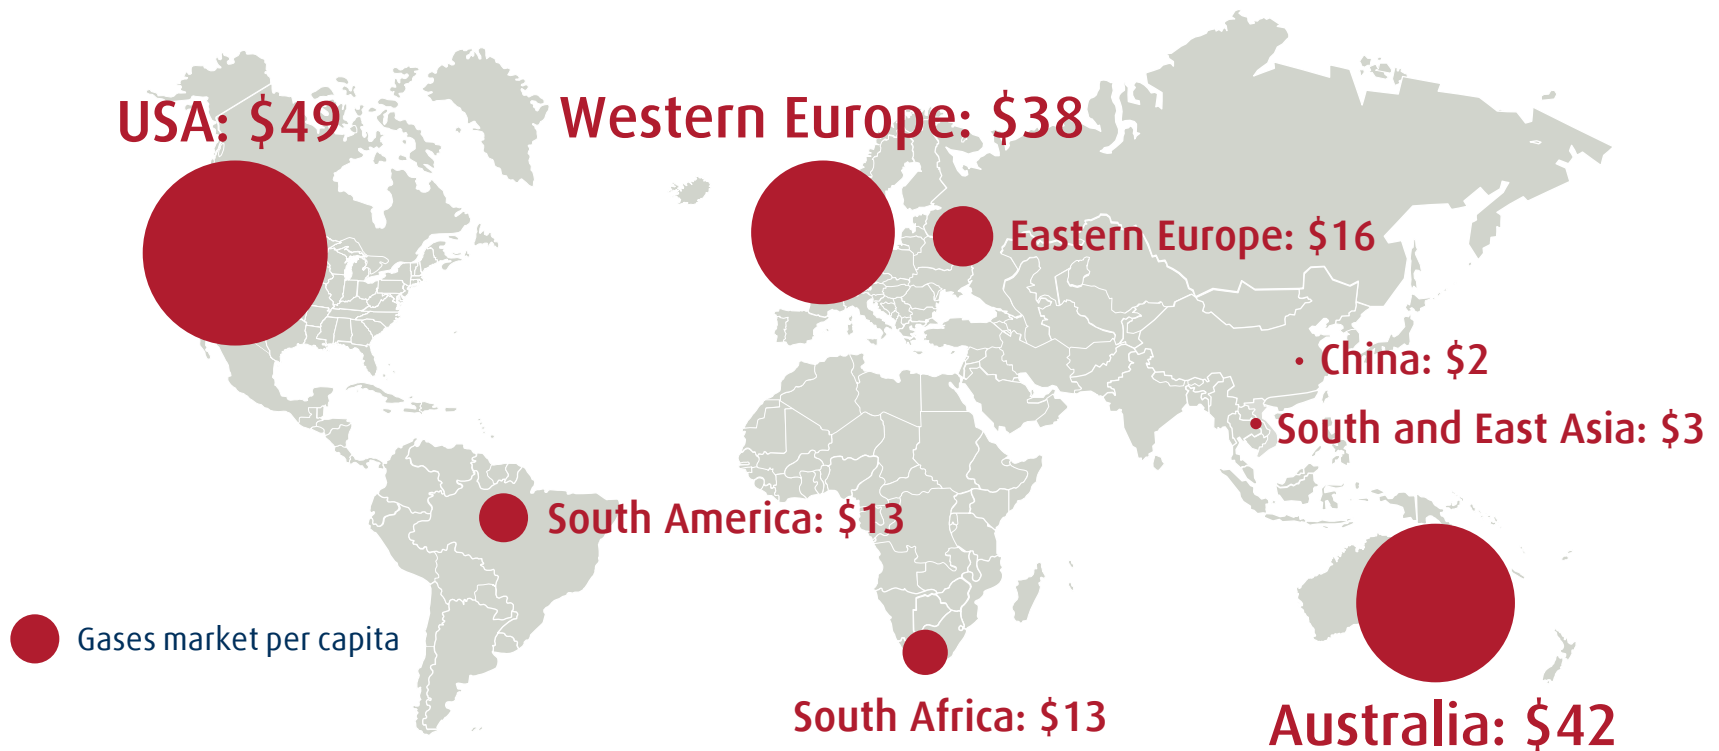 USA: $49
Western Europe: $38
Eastern Europe: $16
China: $2
South and East Asia: $3
South America: $13
Gases market per capita
South Africa: $13
Australia: $42